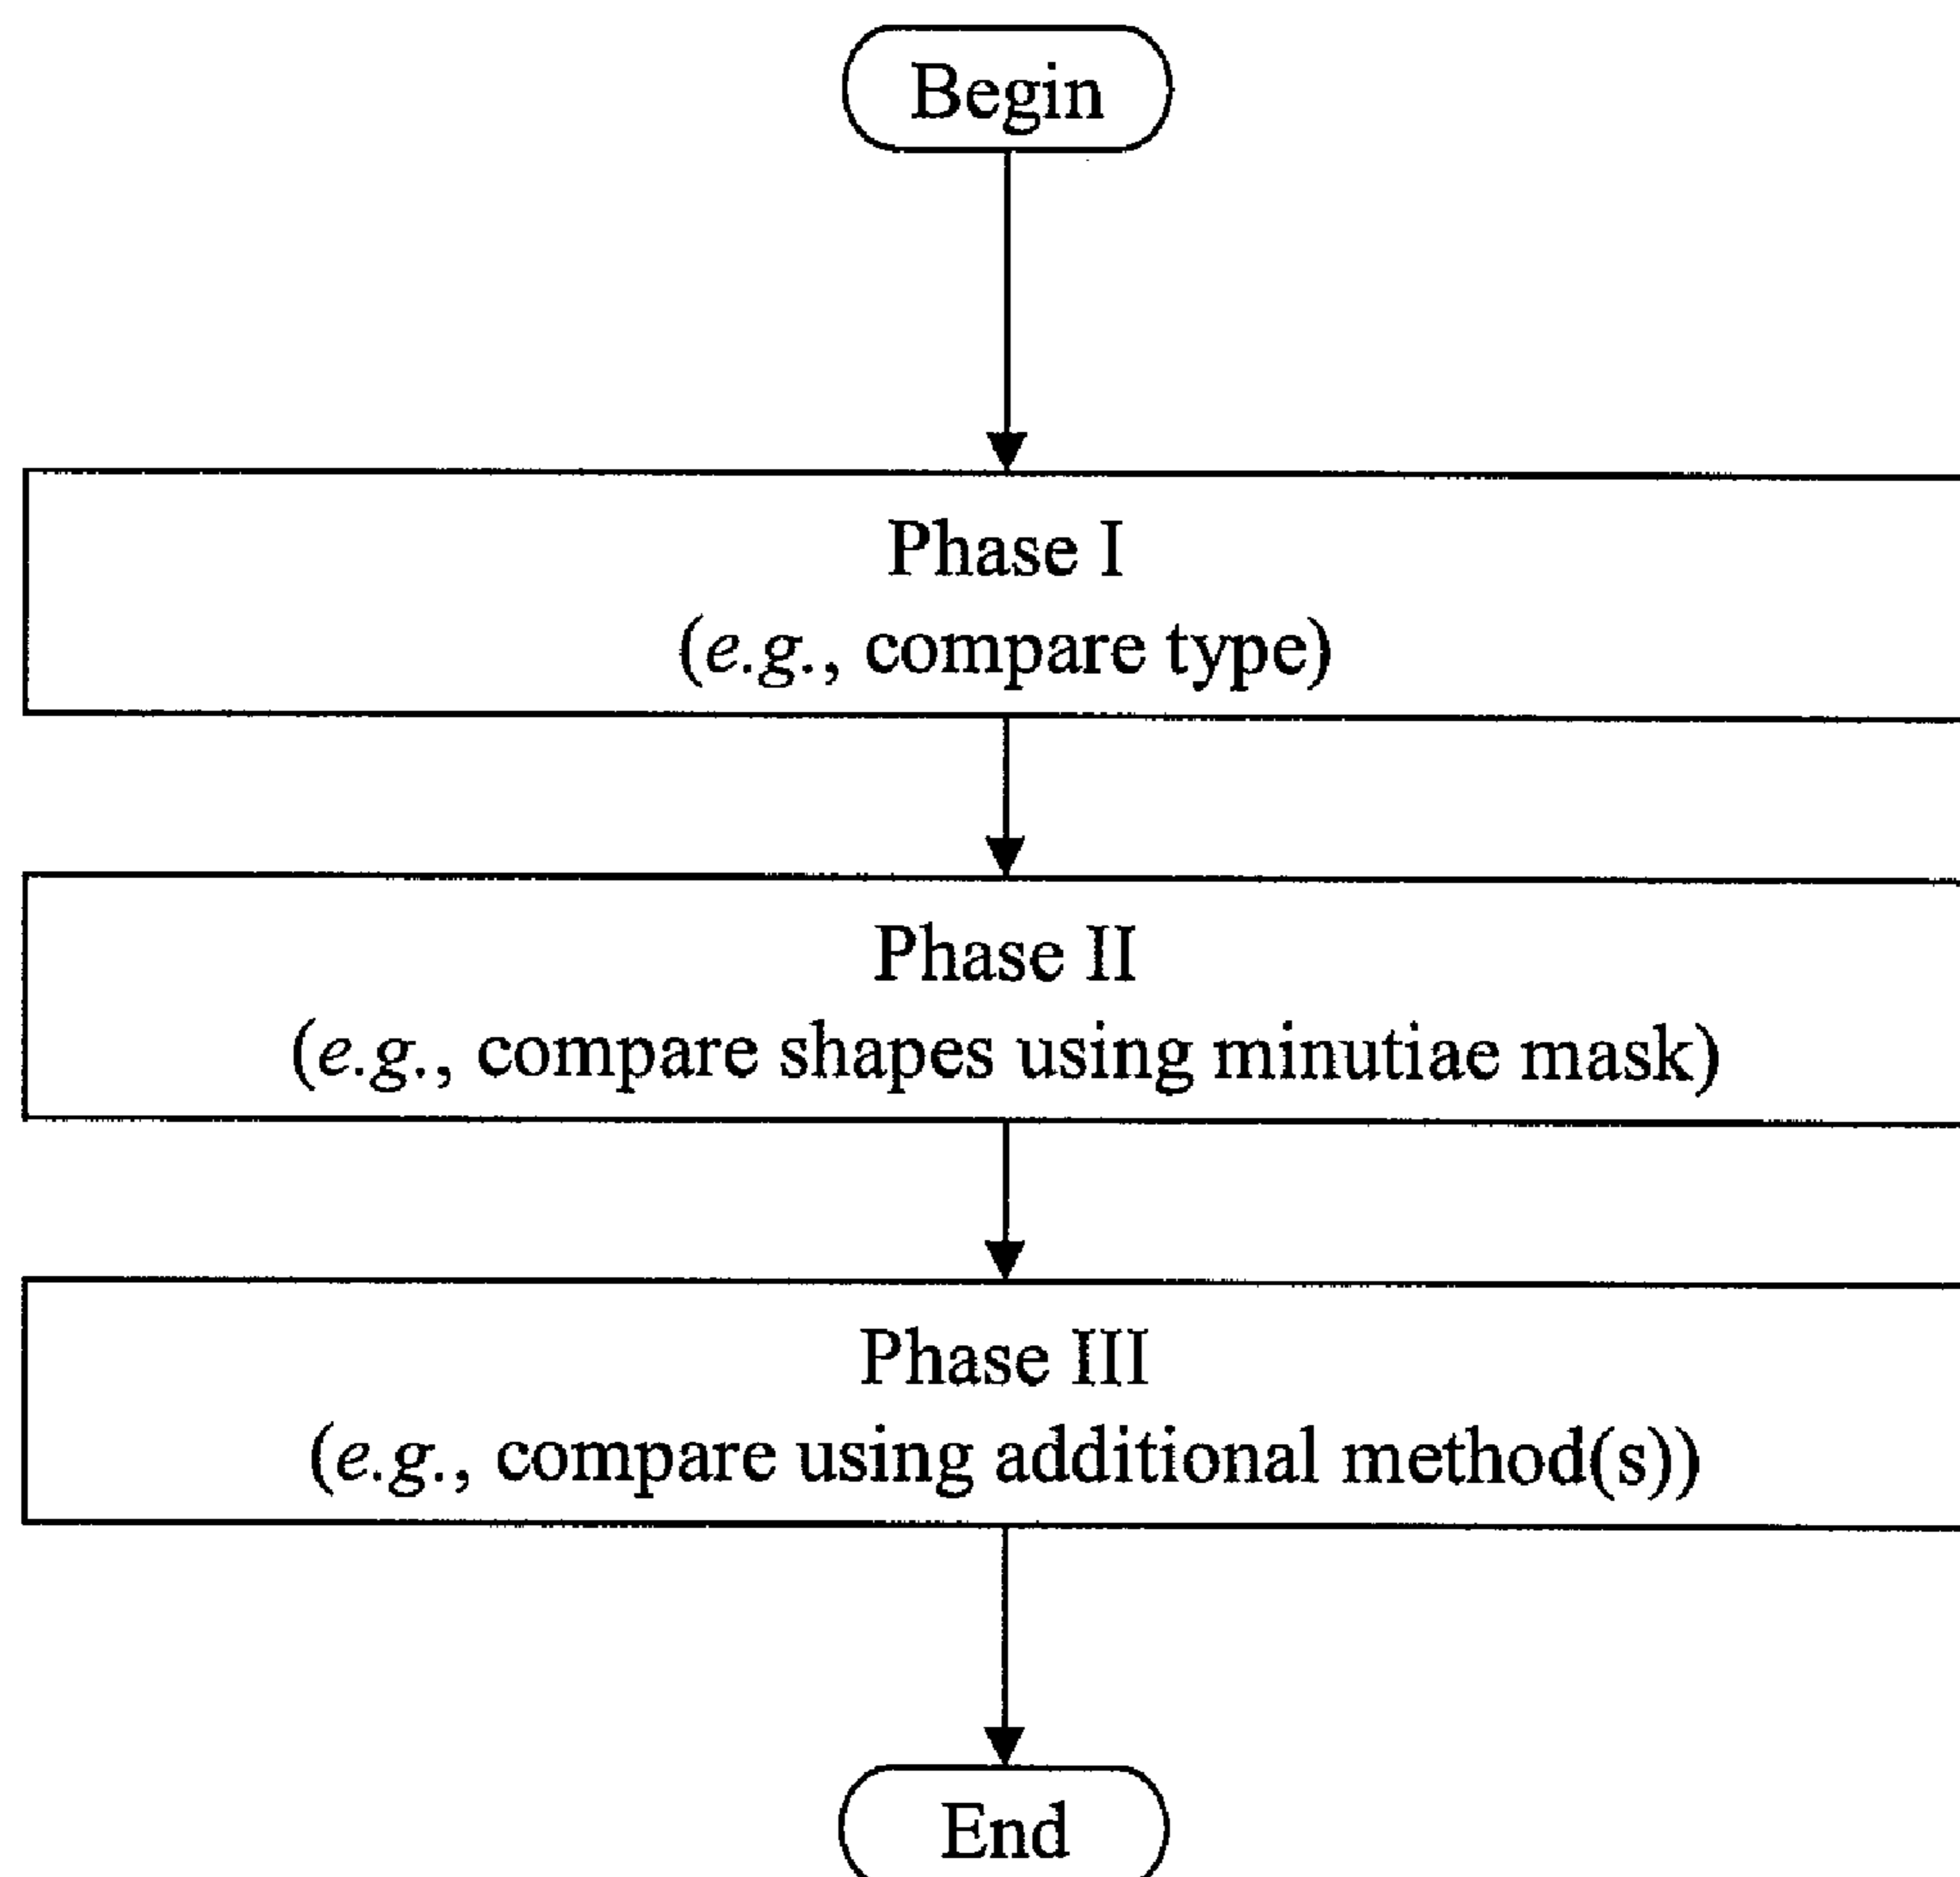 Begin
Phase I
(e.g., compare type)
Phase II
(e.g., compare shapes using minutiae mask)
Phase III
(e.g., compare using additional method(s))
End